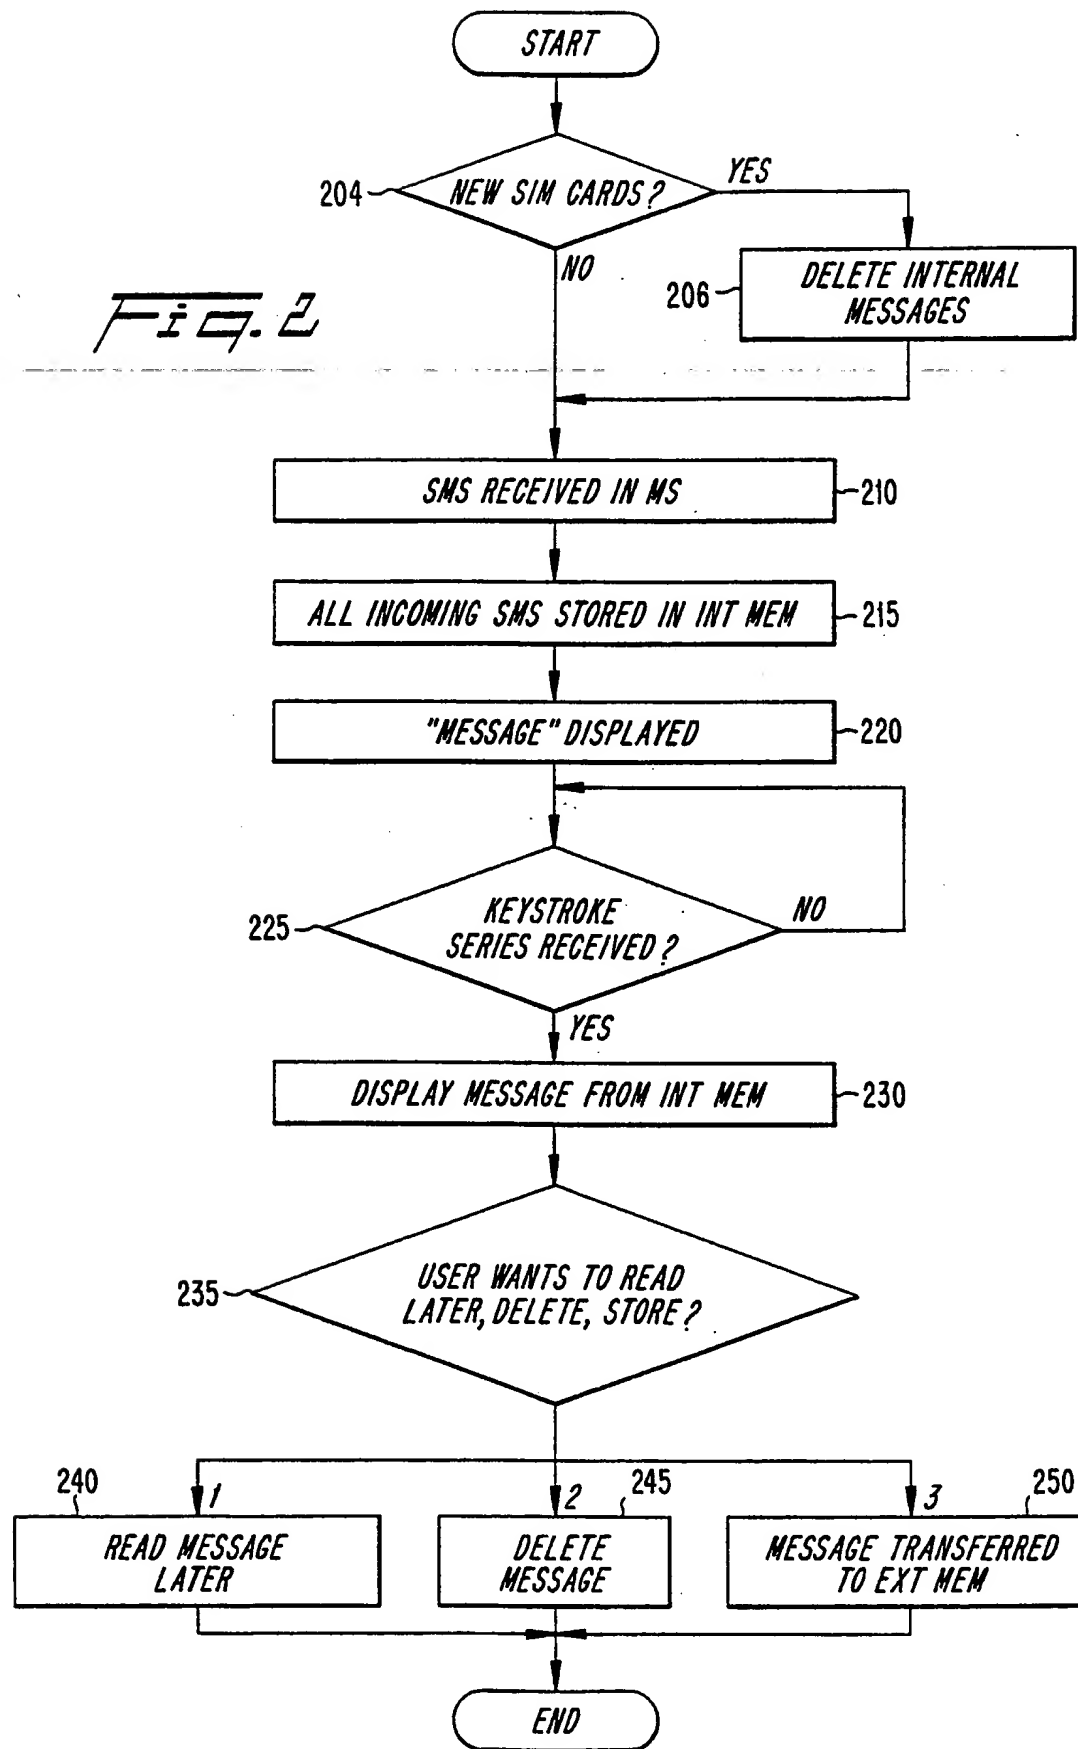 START
204
NEW SIM CARDS?
YES
NO
206
DELETE INTERNAL
MESSAGES
Fig. 2
SMS RECEIVED IN MS
210
ALL INCOMING SMS STORED IN INT MEM
215
"MESSAGE" DISPLAYED
220
225
KEYSTROKE
SERIES RECEIVED?
NO
YES
DISPLAY MESSAGE FROM INT MEM
230
235
USER WANTS TO READ
LATER, DELETE, STORE?
240
1
READ MESSAGE
LATER
2
245
DELETE
MESSAGE
3
250
MESSAGE TRANSFERRED
TO EXT MEM
END